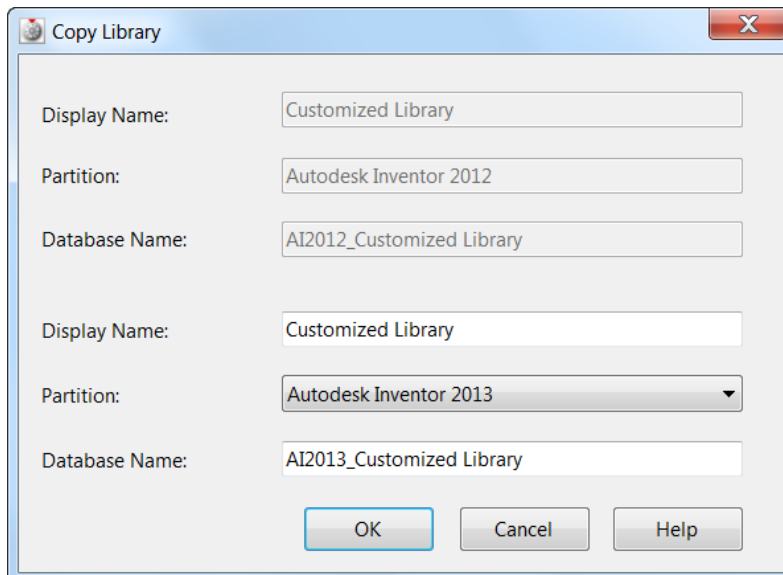 Copy Library
Display Name: Customized Library
Partition: Autodesk Inventor 2012
Database Name: AI2012_Customized Library
Display Name: Customized Library
Partition: Autodesk Inventor 2013
Database Name: AI2013_Customized Library
OK Cancel Help